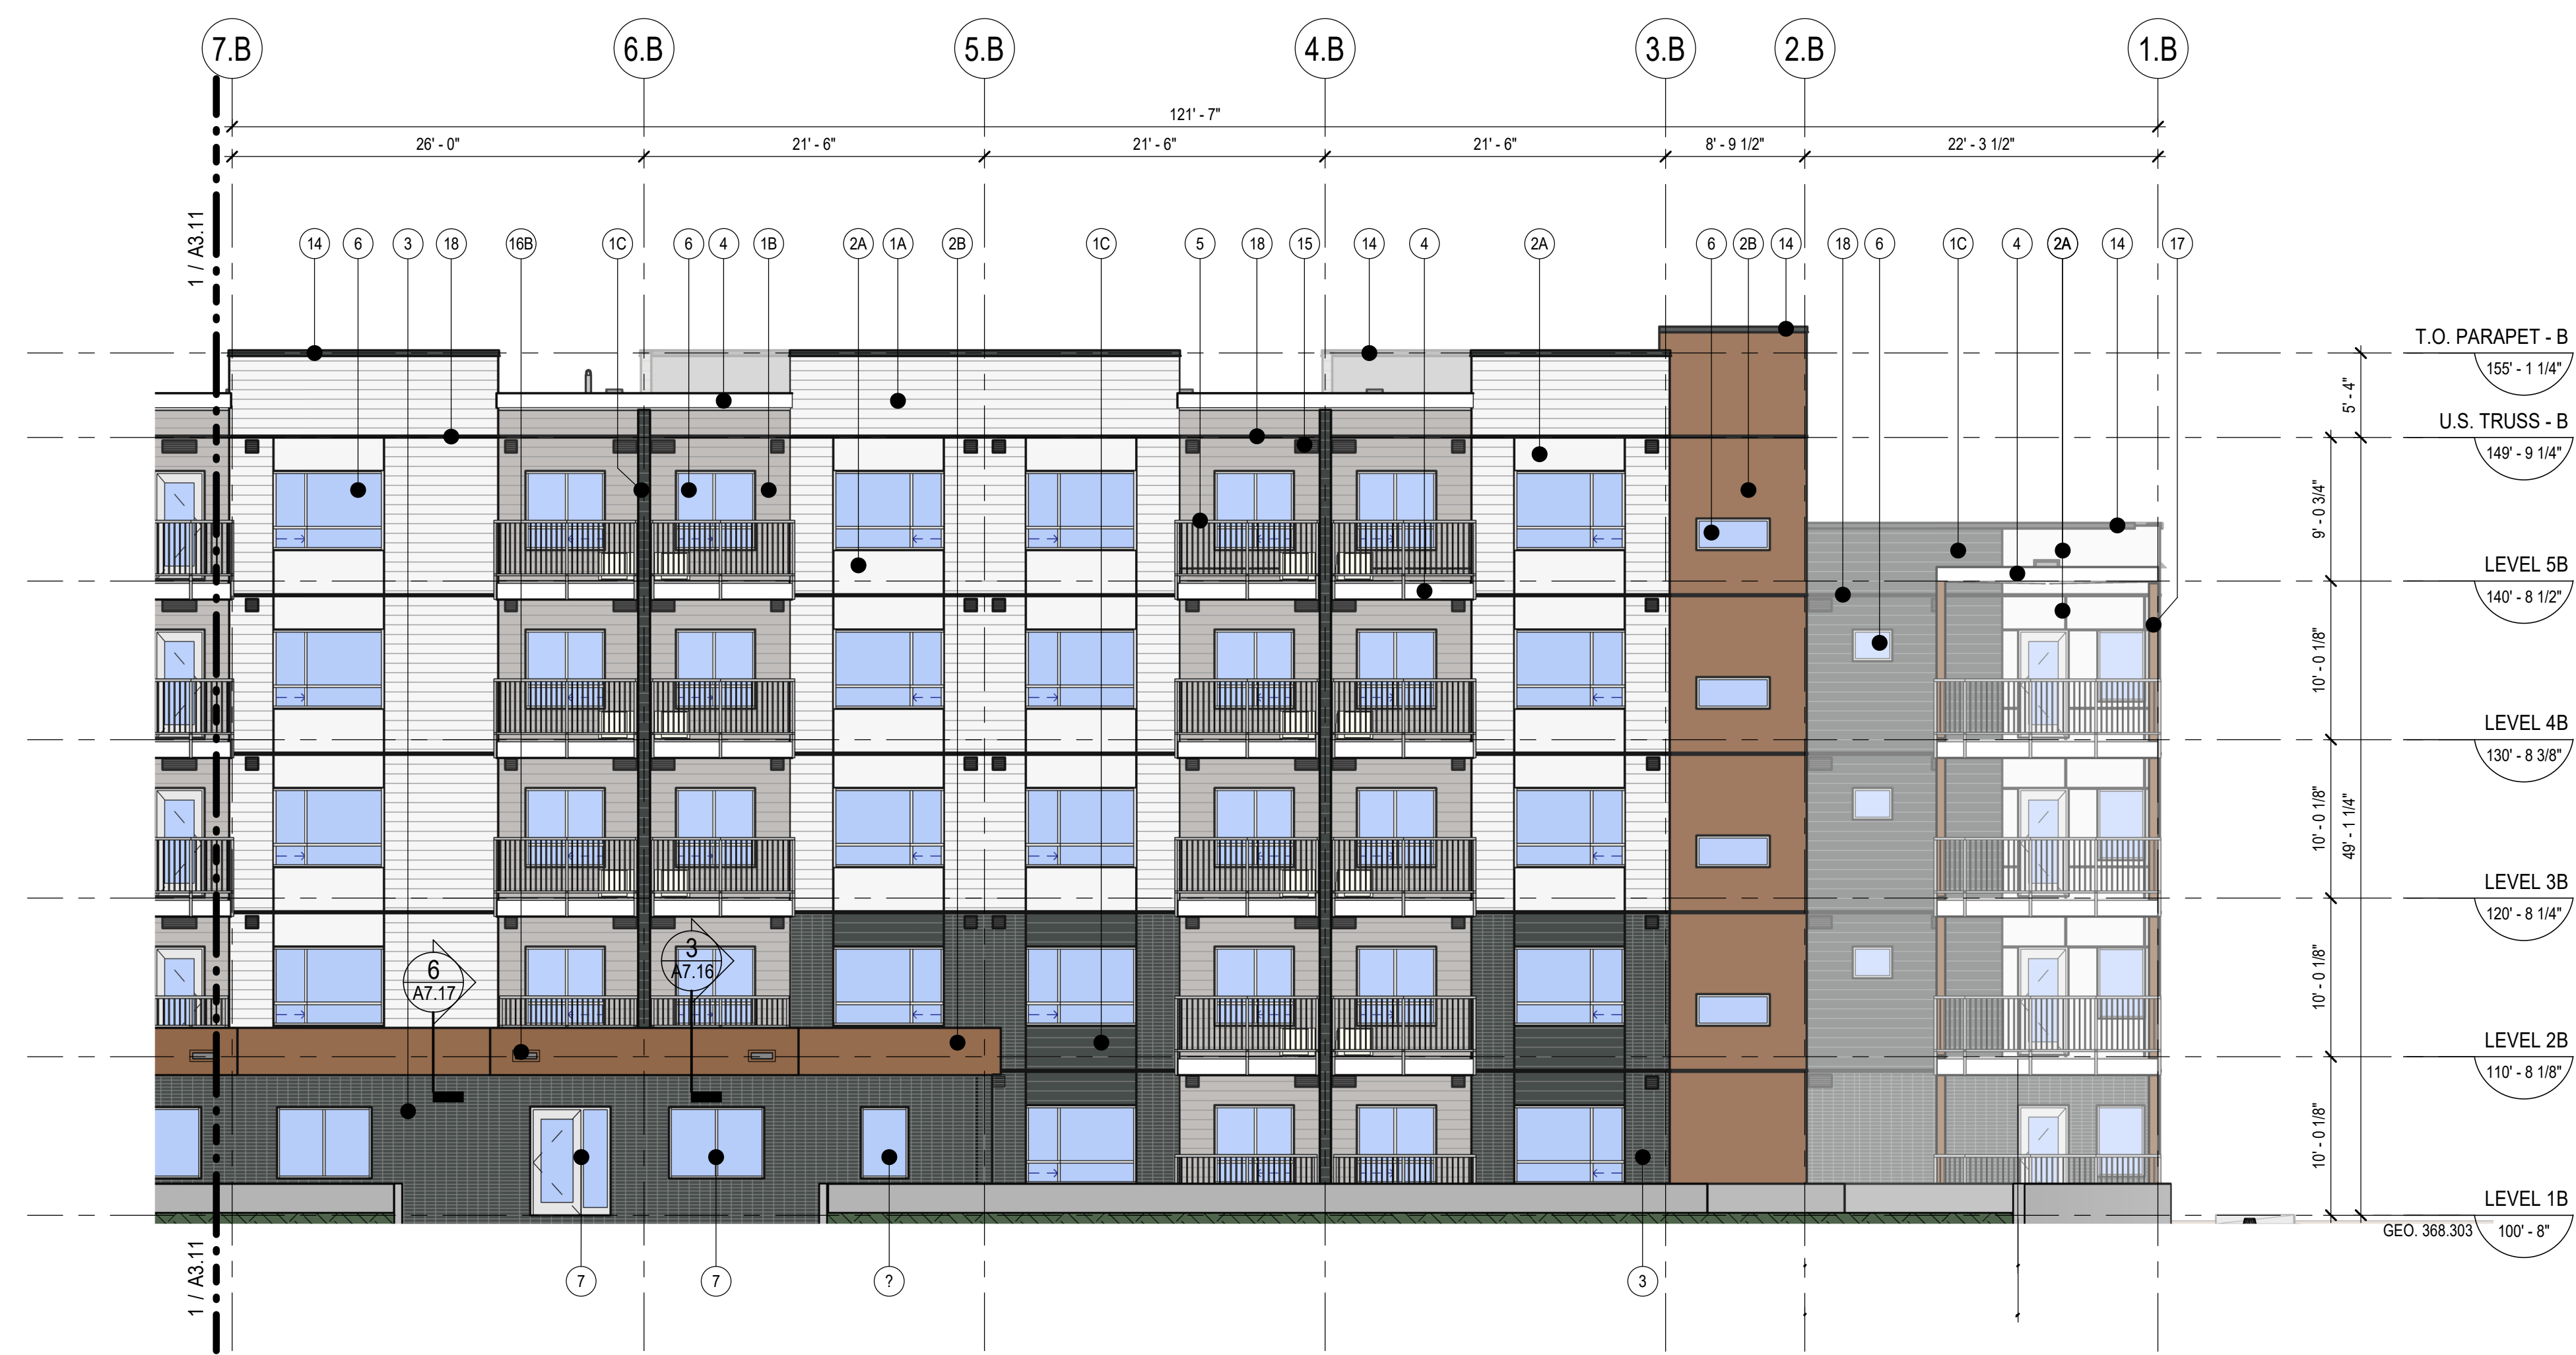 7.B 6.B 5.B 4.B 3.B 2.B 1.B
121' - 7"
26' - 0" 21' - 6" 21' - 6" 21' - 6" 8' - 9 1/2" 22' - 3 1/2"
1 / A3.11
14 6 3 18 16B 1C 6 4 1B 2A 1A 2B 1C 5 18 15 14 4 2A 6 2B 14 18 6 1C 4 2A 14 17
T.O. PARAPET - B
155' - 1 1/4"
5' - 4"
U.S. TRUSS - B
149' - 9 1/4"
9' - 0 3/4"
LEVEL 5B
140' - 8 1/2"
10' - 0 1/8"
LEVEL 4B
130' - 8 3/8"
10' - 0 1/8"
49' - 1 1/4"
LEVEL 3B
120' - 8 1/4"
10' - 0 1/8"
6
A7.17
3
A7.16
LEVEL 2B
110' - 8 1/8"
10' - 0 1/8"
LEVEL 1B
GEO. 368.303 100' - 8"
1 / A3.11
7 7 ? 3